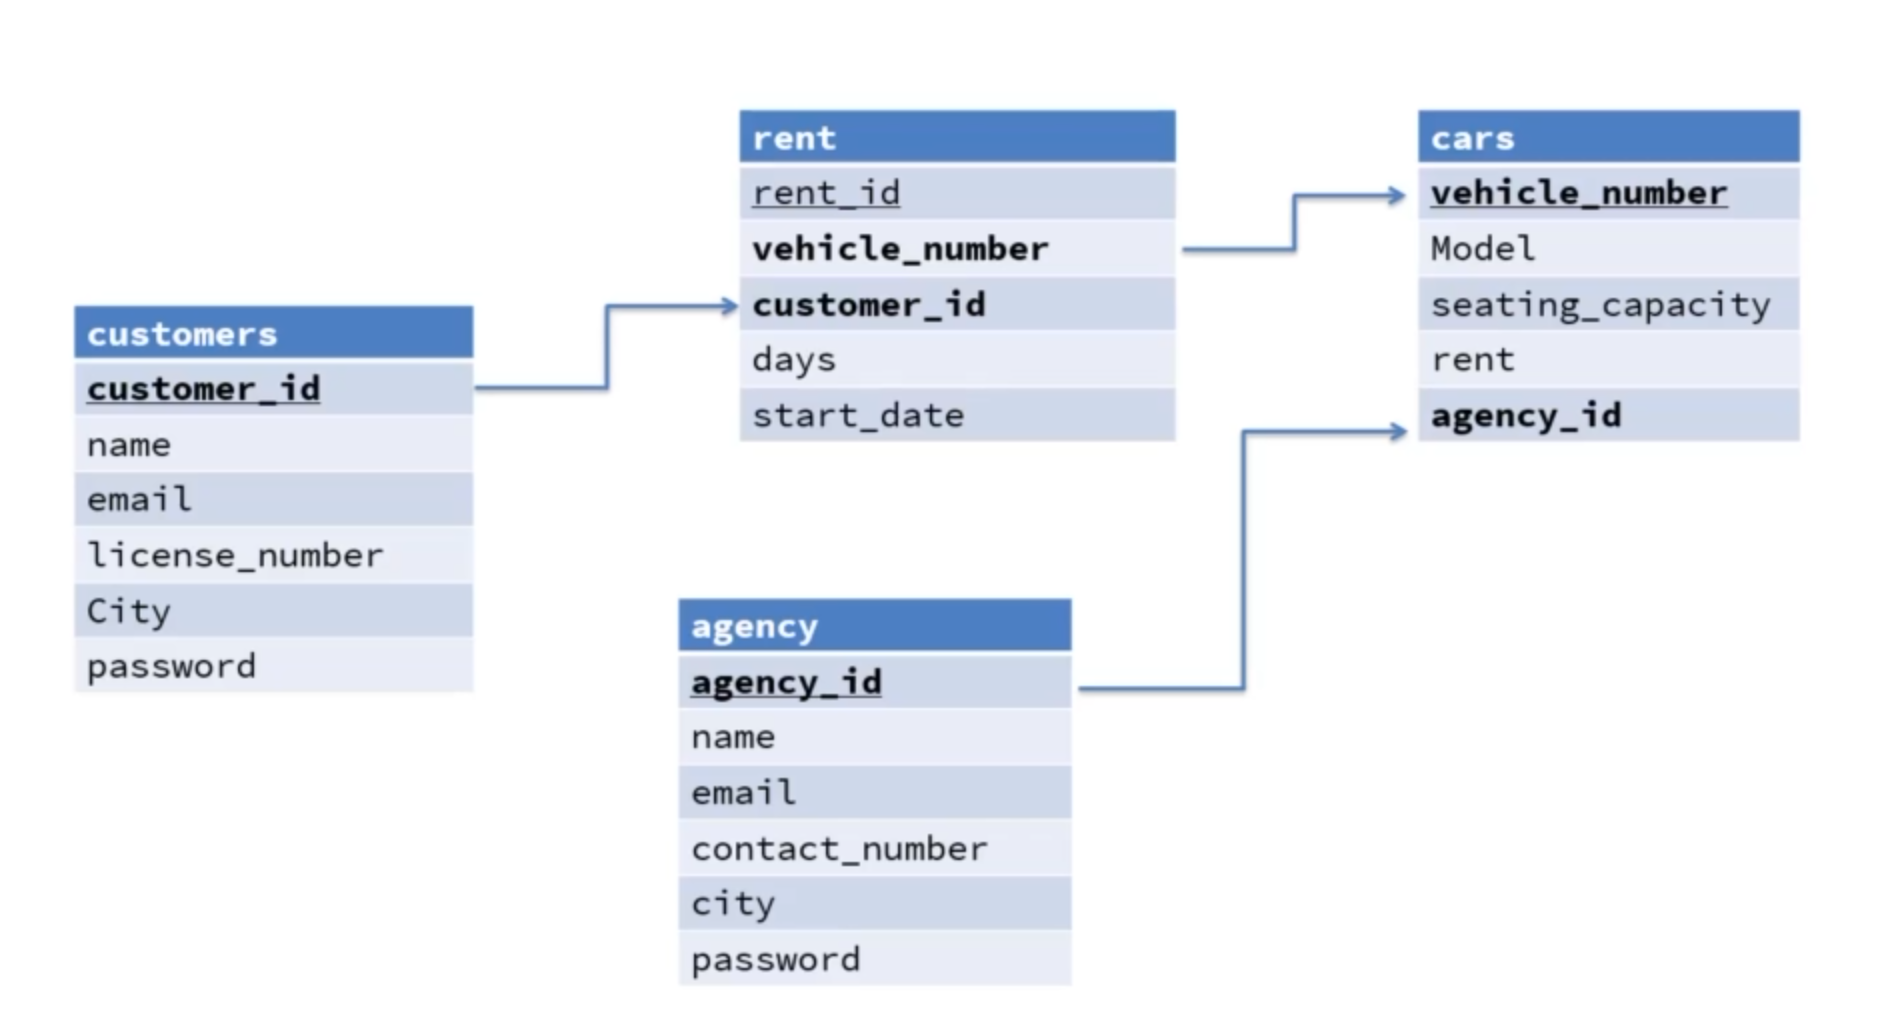 customers
customer_id
name
email
license_number
City
password
rent
rent_id
vehicle_number
customer_id
days
start_date
cars
vehicle_number
Model
seating_capacity
rent
agency_id
agency
agency_id
name
email
contact_number
city
password